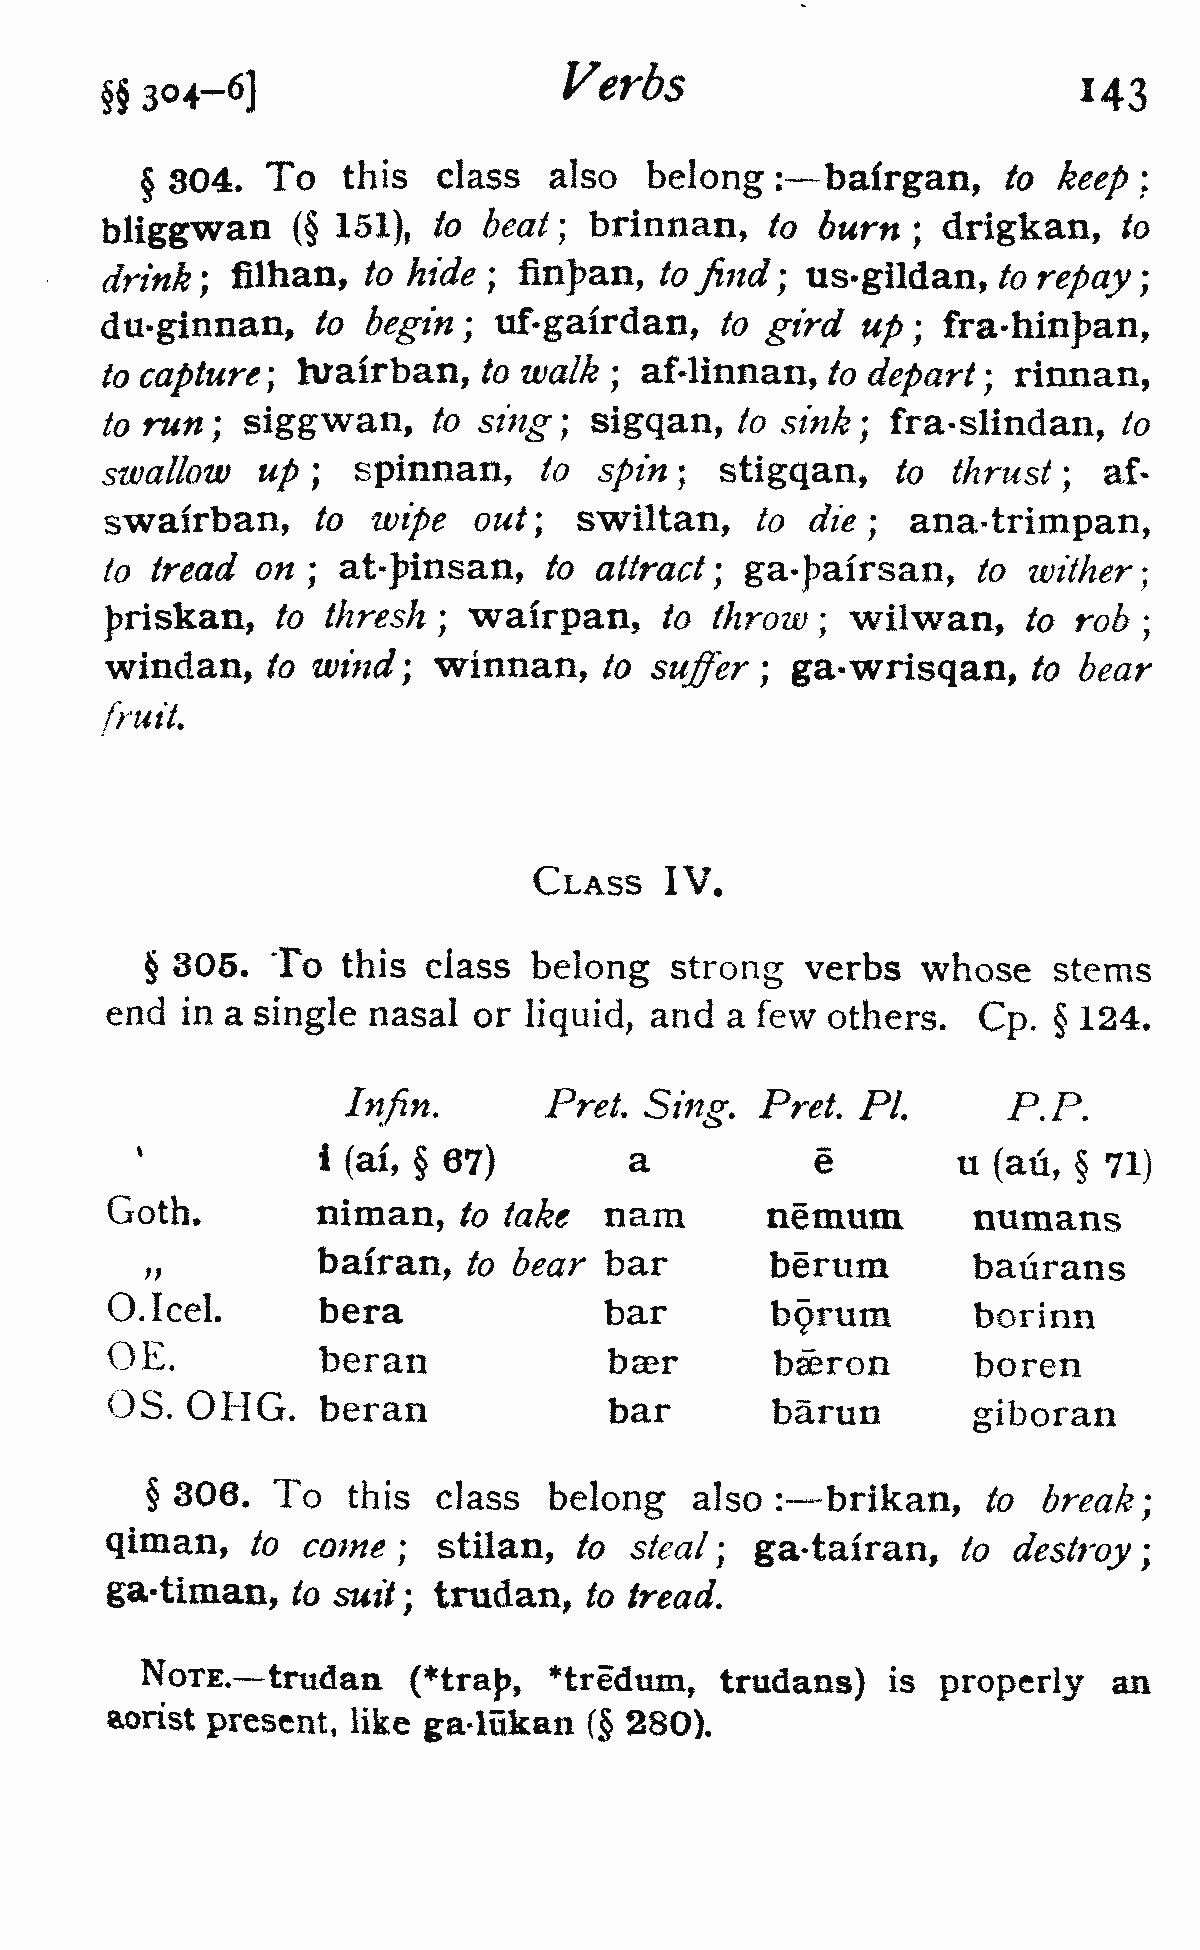 §§ 304–6] Verbs 143
§ 304. To this class also belong :—baírgan, to keep ;
bliggwan (§ 151), to beat ; brinnan, to burn ; drigkan, to
drink ; filhan, to hide ; finþan, to find ; us-gildan, to repay ;
du-ginnan, to begin ; uf-gaírdan, to gird up ; fra-hinþan,
to capture ; ƕaírban, to walk ; af-linnan, to depart ; rinnan,
to run ; siggwan, to sing ; sigqan, to sink ; fra-slindan, to
swallow up ; spinnan, to spin ; stigqan, to thrust ; af-
swaírban, to wipe out ; swiltan, to die ; ana-trimpan,
to tread on ; at-þinsan, to attract ; ga-þaírsan, to wither ;
þriskan, to thresh ; waírpan, to throw ; wilwan, to rob ;
windan, to wind ; winnan, to suffer ; ga-wrisqan, to bear
fruit.
Class IV.
§ 305. To this class belong strong verbs whose stems
end in a single nasal or liquid, and a few others. Cp. § 124.
Infin. Pret. Sing. Pret. Pl. P.P.
i (aí, § 67) a ē u (aú, § 71)
Goth. niman, to take nam nēmum numans
„ baíran, to bear bar bērum baúrans
O.Icel. bera bar bǭrum borinn
OE. beran bær bǣron boren
OS. OHG. beran bar bārun giboran
§ 306. To this class belong also :—brikan, to break ;
qiman, to come ; stilan, to steal ; ga-taíran, to destroy ;
ga-timan, to suit ; trudan, to tread.
Note.—trudan (*traþ, *trēdum, trudans) is properly an
aorist present, like ga-lūkan (§ 280).